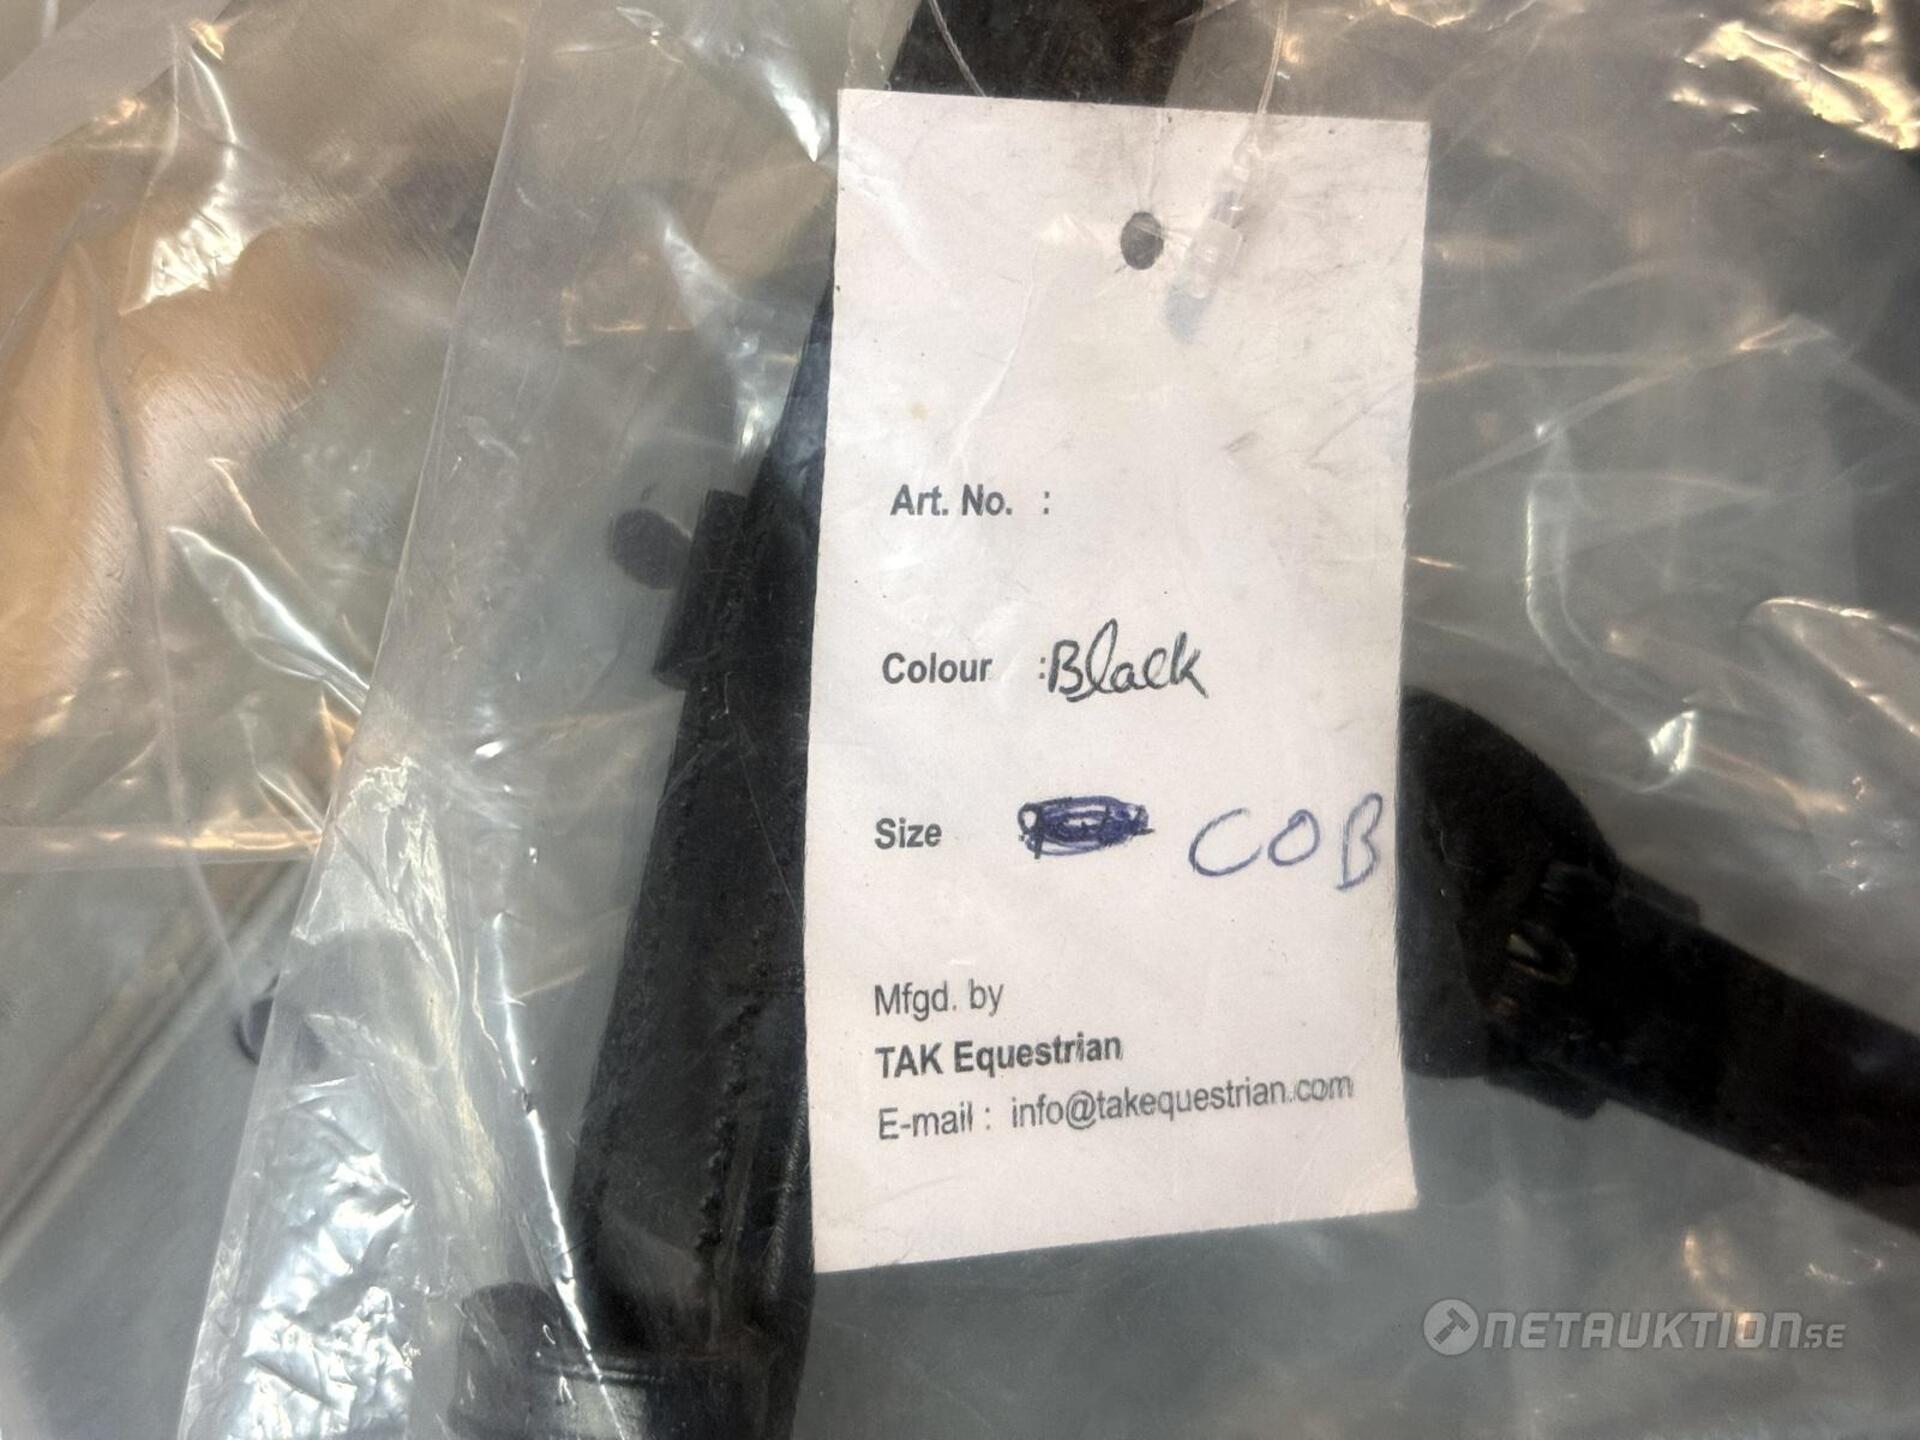 Art. No. :
Colour :Black
Size COB
Mfgd. by
TAK Equestrian
E-mail : info@takequestrian.com
NETAUKTION.SE